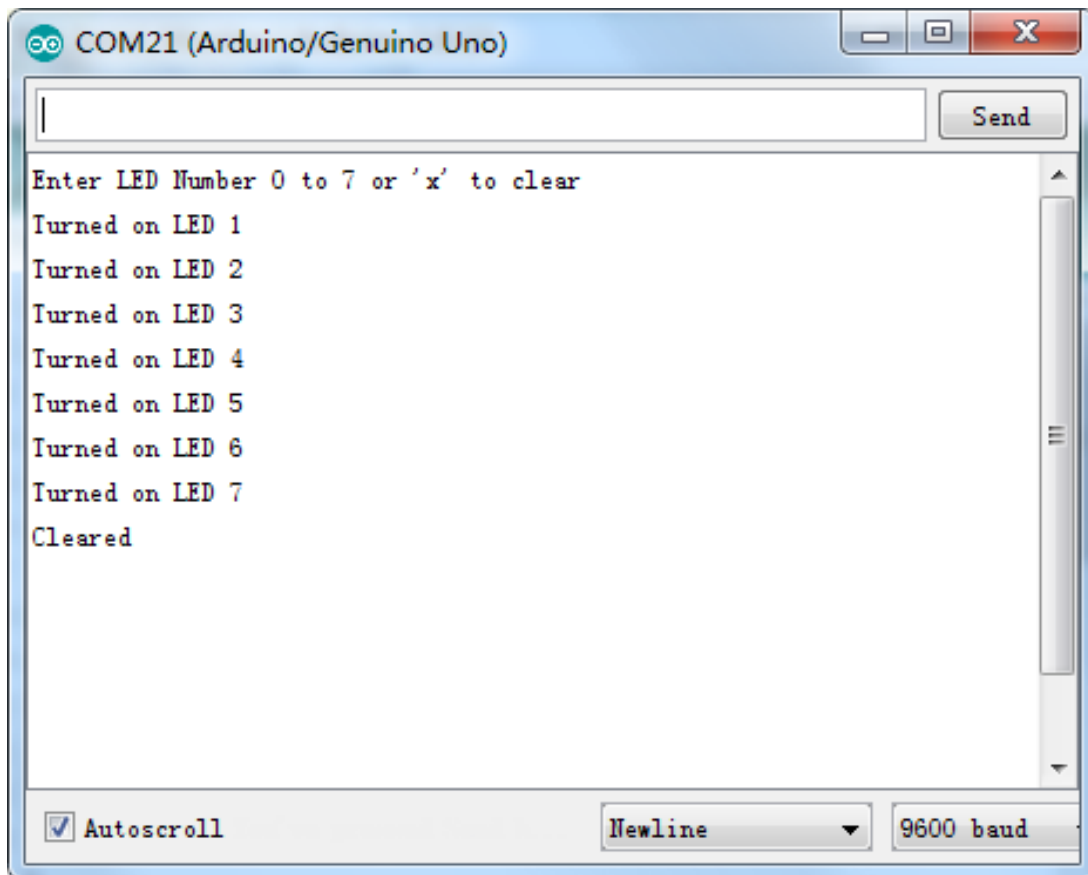 COM21 (Arduino/Genuino Uno)
Send
Enter LED Number 0 to 7 or 'x' to clear
Turned on LED 1
Turned on LED 2
Turned on LED 3
Turned on LED 4
Turned on LED 5
Turned on LED 6
Turned on LED 7
Cleared
Autoscroll
Newline
9600 baud